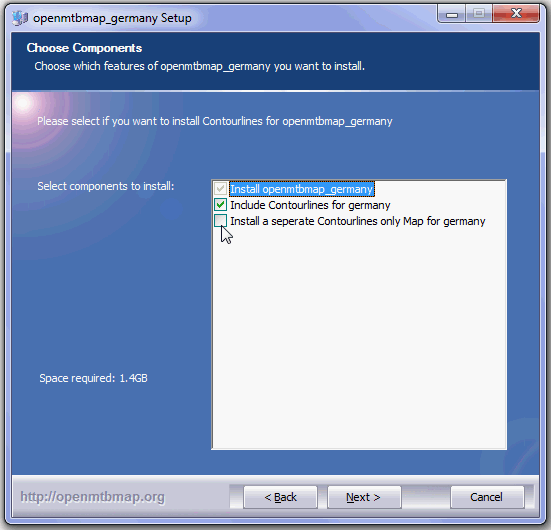 openmtbmap_germany Setup
Choose Components
Choose which features of openmtbmap_germany you want to install.
Please select if you want to install Contourlines for openmtbmap_germany
Select components to install:
Install openmtbmap_germany
Include Contourlines for germany
Install a seperate Contourlines only Map for germany
Space required: 1.4GB
http://openmtbmap.org
< Back
Next >
Cancel